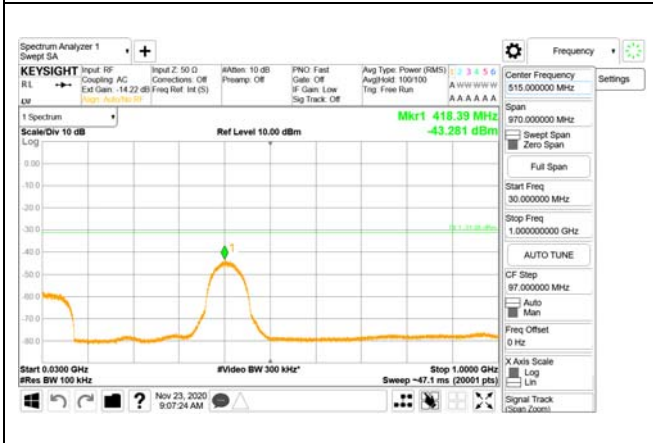 Spectrum Analyzer 1
Swept SA
Frequency
KEYSIGHT
Input: RF
Input Z: 50 Ω
#Atten: 10 dB
PNO: Fast
Avg Type: Power (RMS)
1 2 3 4 5 6
RL
Coupling: AC
Corrections: Off
Preamp: Off
Gate: Off
Avg|Hold: 100/100
A W W W W W
Ext Gain: -14.22 dB
Freq Ref: Int (S)
IF Gain: Low
Trig: Free Run
Align: Auto/No RF
Sig Track: Off
A A A A A A
1 Spectrum
Mkr1 418.39 MHz
Scale/Div 10 dB
Ref Level 10.00 dBm
-43.281 dBm
Log
0.00
-10.0
-20.0
-30.0
-40.0
-50.0
-60.0
-70.0
-80.0
1
Start 0.0300 GHz
#Video BW 300 kHz*
Stop 1.0000 GHz
#Res BW 100 kHz
Sweep ~47.1 ms (20001 pts)
Nov 23, 2020
9:07:24 AM
Center Frequency
515.000000 MHz
Settings
Span
970.000000 MHz
Swept Span
Zero Span
Full Span
Start Freq
30.000000 MHz
Stop Freq
1.000000000 GHz
AUTO TUNE
CF Step
97.000000 MHz
Auto
Man
Freq Offset
0 Hz
X Axis Scale
Log
Lin
Signal Track
(Span Zoom)